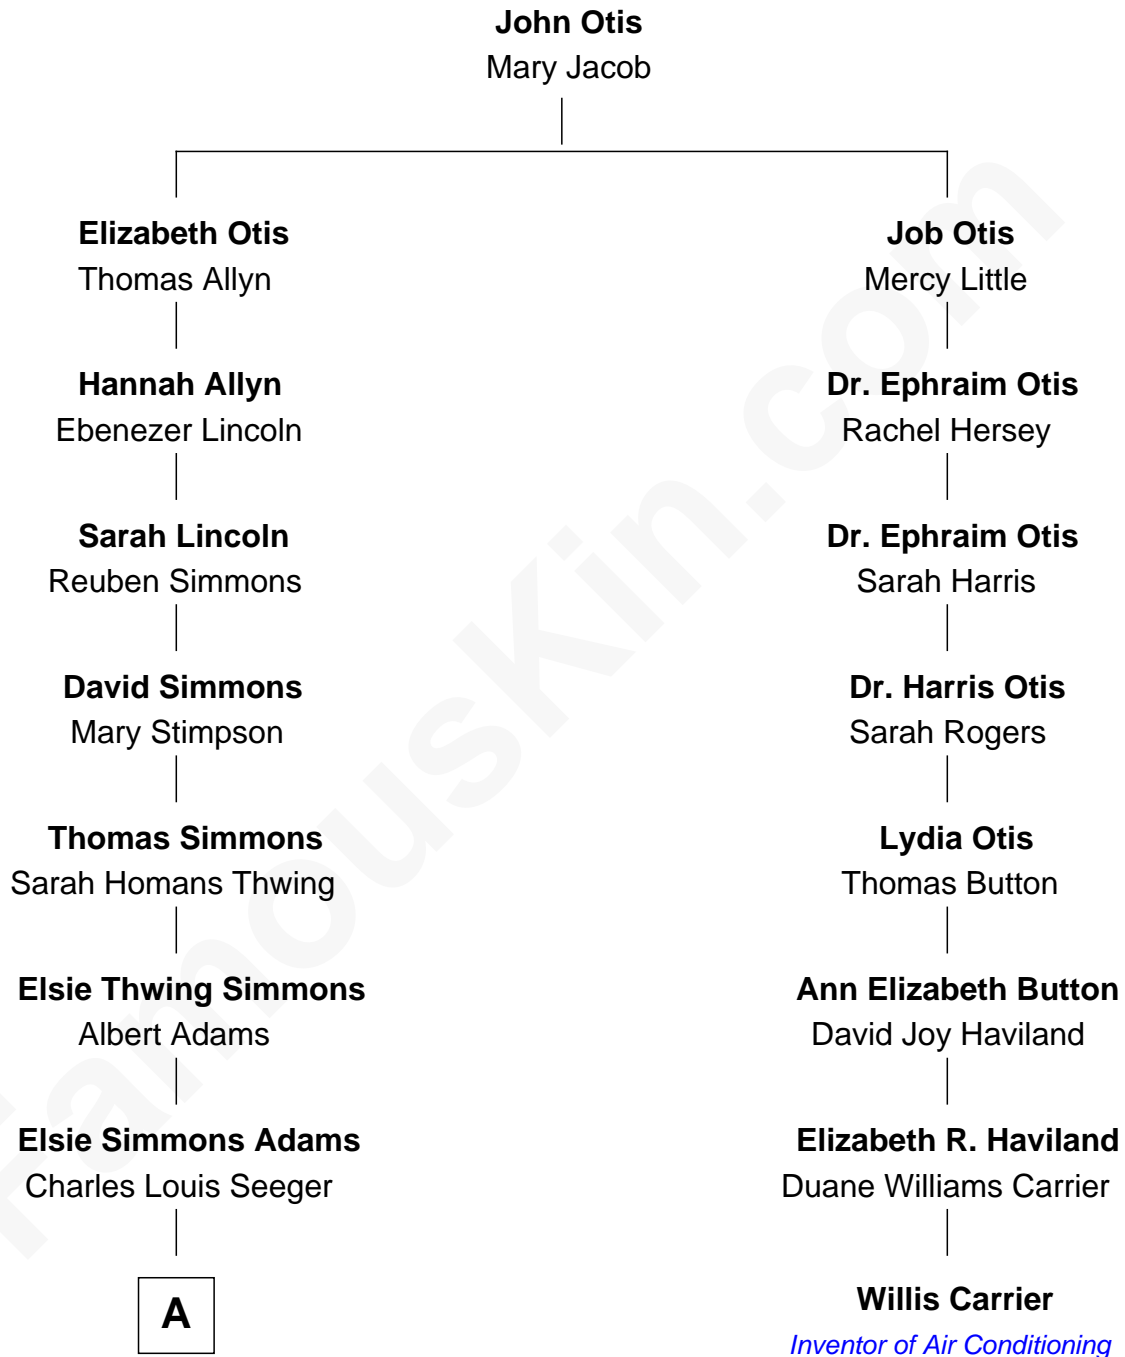 John Otis
Mary Jacob
Elizabeth Otis
Thomas Allyn
Hannah Allyn
Ebenezer Lincoln
Sarah Lincoln
Reuben Simmons
David Simmons
Mary Stimpson
Thomas Simmons
Sarah Homans Thwing
Elsie Thwing Simmons
Albert Adams
Elsie Simmons Adams
Charles Louis Seeger
A
Job Otis
Mercy Little
Dr. Ephraim Otis
Rachel Hersey
Dr. Ephraim Otis
Sarah Harris
Dr. Harris Otis
Sarah Rogers
Lydia Otis
Thomas Button
Ann Elizabeth Button
David Joy Haviland
Elizabeth R. Haviland
Duane Williams Carrier
Willis Carrier
Inventor of Air Conditioning
FamousKin.com